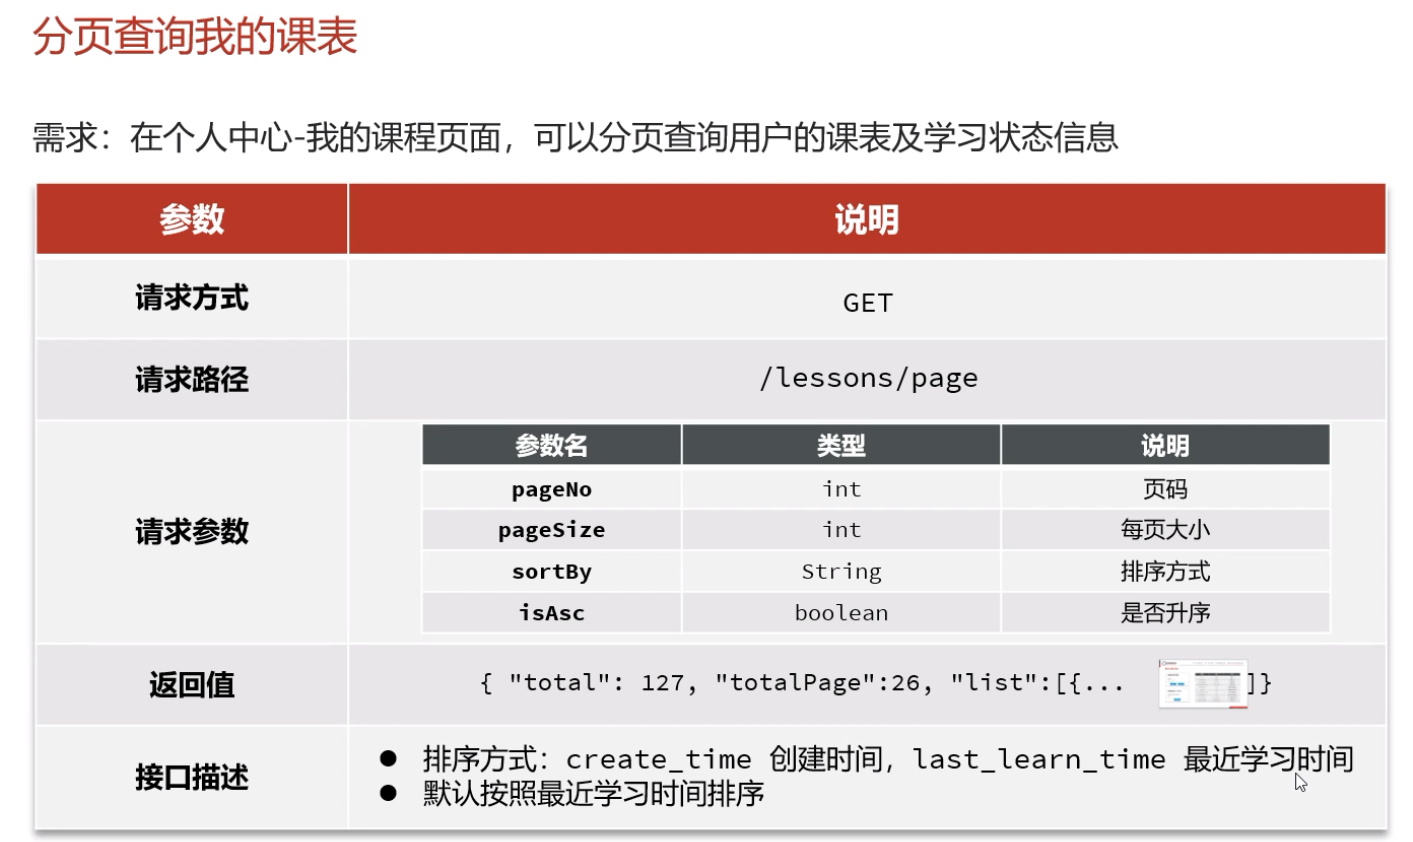 分页查询我的课表
需求：在个人中心-我的课程页面，可以分页查询用户的课表及学习状态信息
参数 说明
请求方式 GET
请求路径 /lessons/page
请求参数
参数名 类型 说明
pageNo int 页码
pageSize int 每页大小
sortBy String 排序方式
isAsc boolean 是否升序
返回值 { "total": 127, "totalPage":26, "list":[{... ]}
接口描述
● 排序方式：create_time 创建时间，last_learn_time 最近学习时间
● 默认按照最近学习时间排序